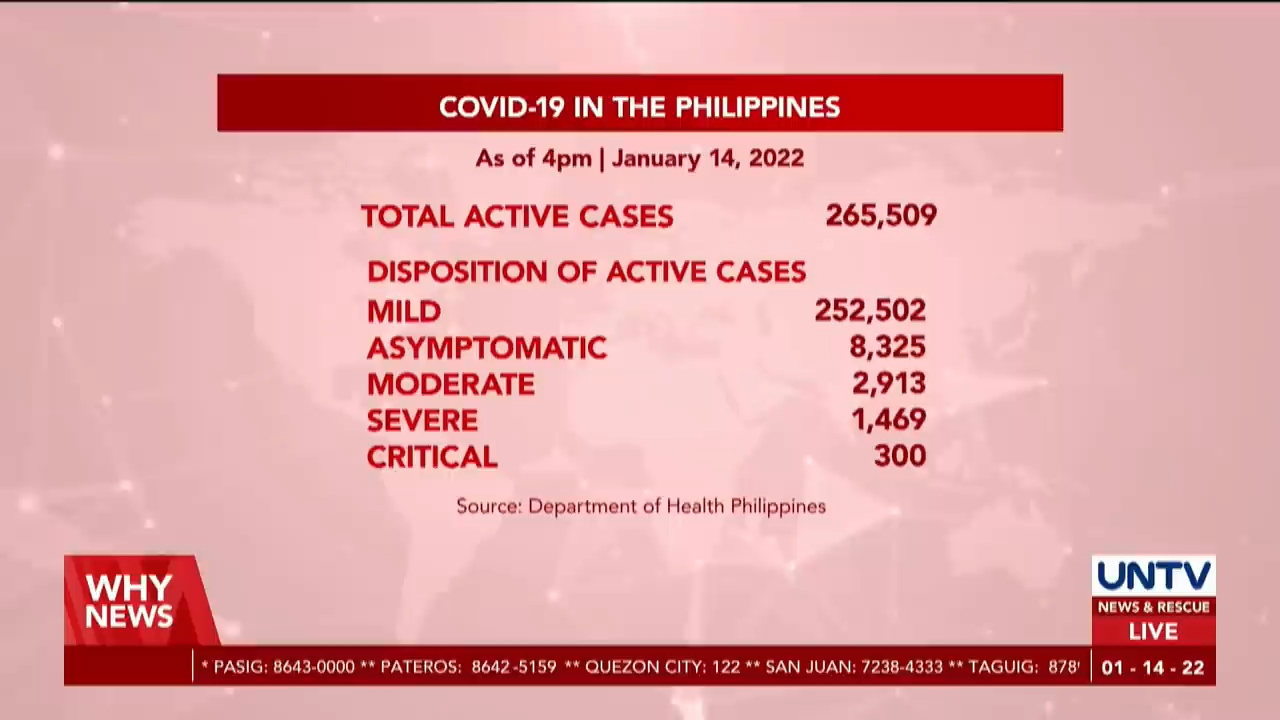 COVID-19 IN THE PHILIPPINES
As of 4pm | January 14, 2022
TOTAL ACTIVE CASES 265,509
DISPOSITION OF ACTIVE CASES
MILD 252,502
ASYMPTOMATIC 8,325
MODERATE 2,913
SEVERE 1,469
CRITICAL 300
Source: Department of Health Philippines
WHY
NEWS
UNTV
NEWS & RESCUE
LIVE
* PASIG: 8643-0000 ** PATEROS: 8642-5159 ** QUEZON CITY: 122 ** SAN JUAN: 7238-4333 ** TAGUIG: 878
01 - 14 - 22